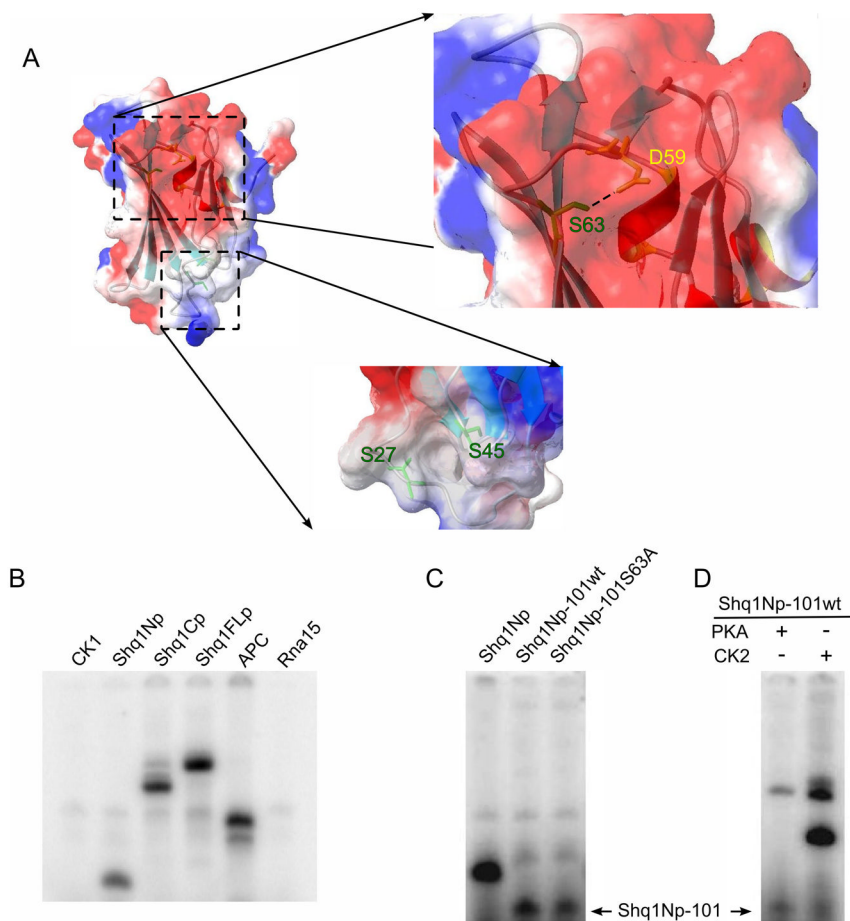 A
D59
S63
S27
S45
B
CK1
Shq1Np
Shq1Cp
Shq1FLp
APC
Rna15
C
Shq1Np
Shq1Np-101wt
Shq1Np-101S63A
D
Shq1Np-101wt
PKA + -
CK2 - +
Shq1Np-101